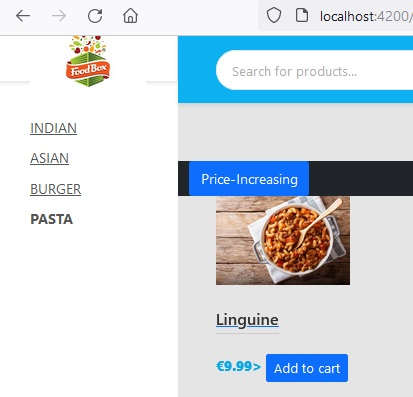 localhost:4200/
FoodBox
Search for products...
INDIAN
ASIAN
BURGER
PASTA
Price-Increasing
Linguine
€9.99> Add to cart